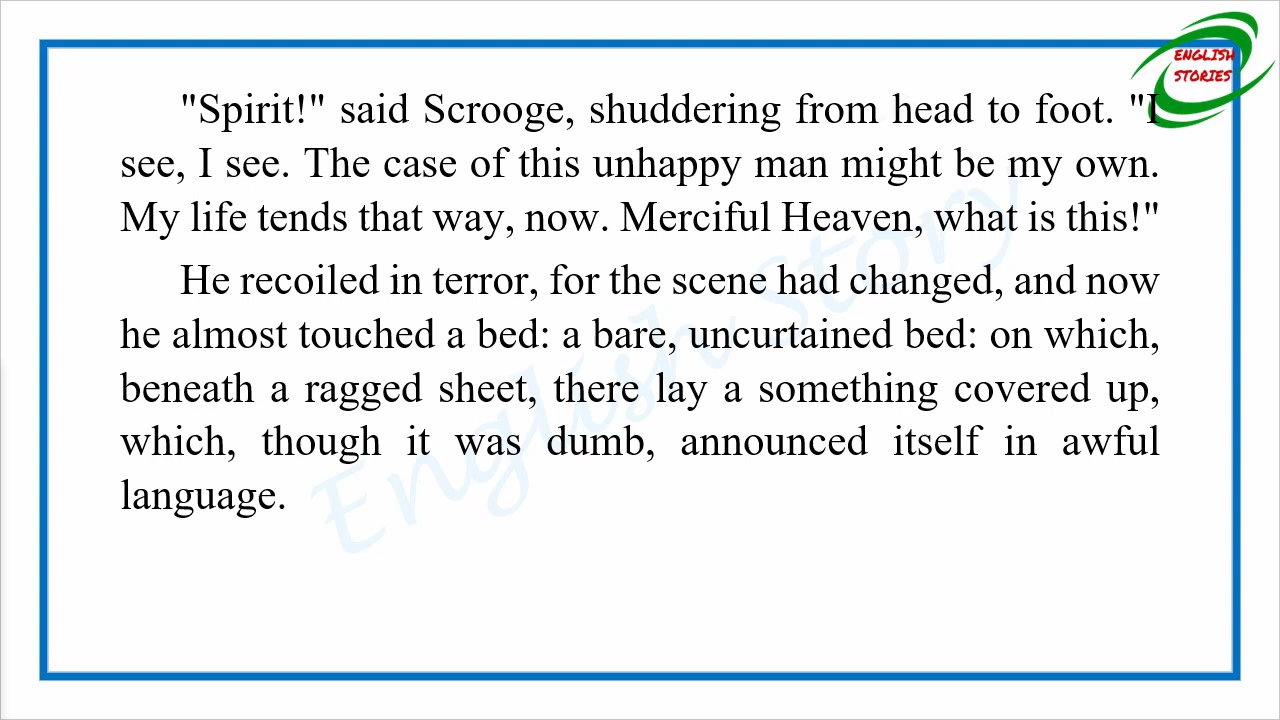 ENGLISH
STORIES
"Spirit!" said Scrooge, shuddering from head to foot. "I
see, I see. The case of this unhappy man might be my own.
My life tends that way, now. Merciful Heaven, what is this!"
He recoiled in terror, for the scene had changed, and now
he almost touched a bed: a bare, uncurtained bed: on which,
beneath a ragged sheet, there lay a something covered up,
which, though it was dumb, announced itself in awful
language.
English Story